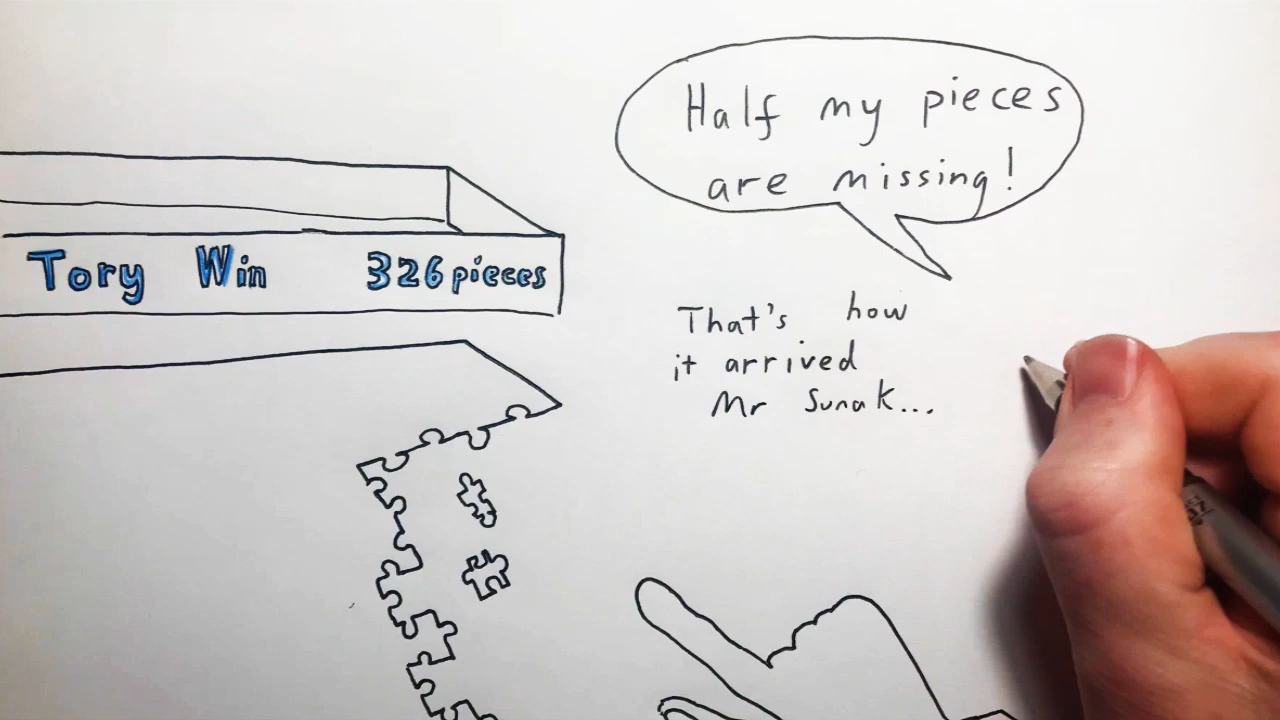 Half my pieces
are missing!
Tory Win 326 pieces
That's how
it arrived
Mr Sunak...